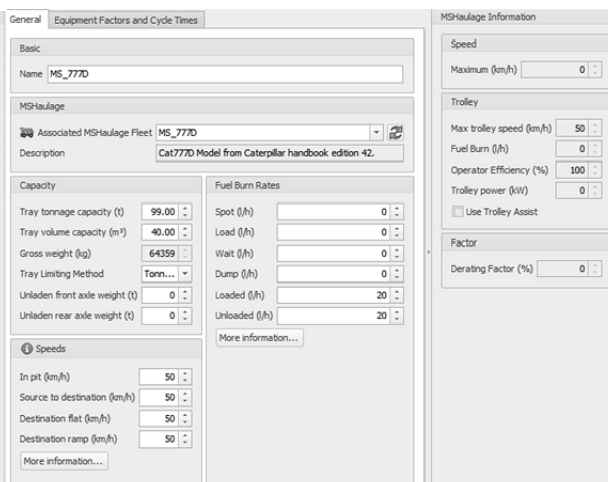 General Equipment Factors and Cycle Times
Basic
Name MS_777D
MSHaulage
Associated MSHaulage Fleet MS_777D
Description Cat777D Model from Caterpillar handbook edition 42.
Capacity
Tray tonnage capacity (t) 99.00
Tray volume capacity (m³) 40.00
Gross weight (kg) 64359
Tray Limiting Method Tonn...
Unladen front axle weight (t) 0
Unladen rear axle weight (t) 0
Speeds
In pit (km/h) 50
Source to destination (km/h) 50
Destination flat (km/h) 50
Destination ramp (km/h) 50
More information...
Fuel Burn Rates
Spot (l/h) 0
Load (l/h) 0
Wait (l/h) 0
Dump (l/h) 0
Loaded (l/h) 20
Unloaded (l/h) 20
More information...
MSHaulage Information
Speed
Maximum (km/h) 0
Trolley
Max trolley speed (km/h) 50
Fuel Burn (l/h) 0
Operator Efficiency (%) 100
Trolley power (kW) 0
Use Trolley Assist
Factor
Derating Factor (%) 0